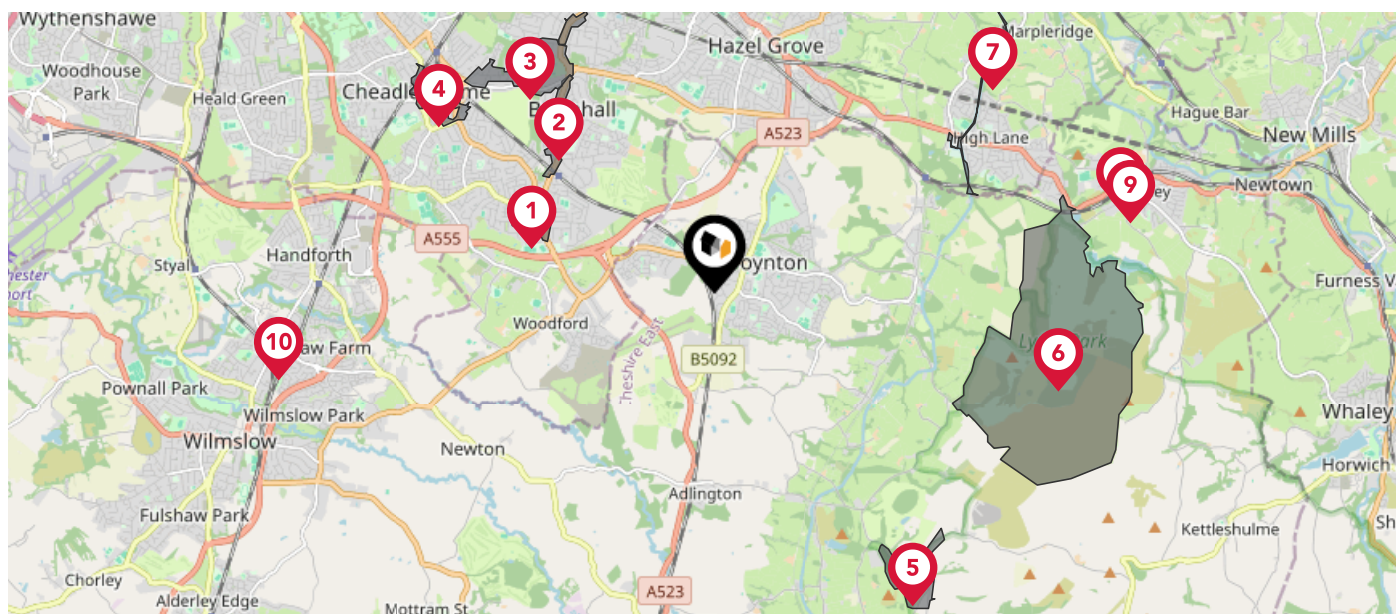 Wythenshawe
Marpleridge
Hazel Grove
7
3
Woodhouse
Park
4
Heald Green
Hague Bar
2
A523
New Mills
High Lane
9
Newtown
1
A555
Handforth
Styal
Furness
Woodford
10
6
Cheshire East
B5092
Pownall Park
Wilmslow Park
Whaley
Wilmslow
Newton
Horwich
Adlington
Fulshaw Park
Kettleshulme
5
Chorley
A523
Alderley Edge
Mottram St